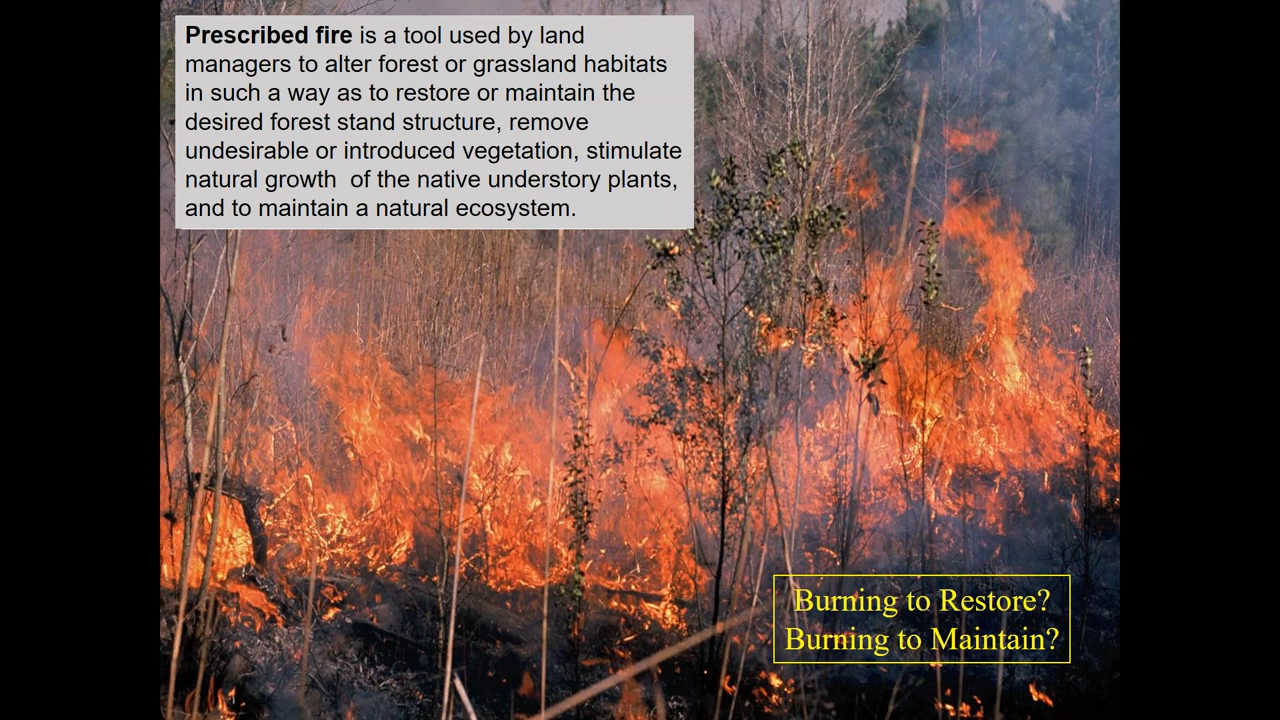 Prescribed fire is a tool used by land
managers to alter forest or grassland habitats
in such a way as to restore or maintain the
desired forest stand structure, remove
undesirable or introduced vegetation, stimulate
natural growth  of the native understory plants,
and to maintain a natural ecosystem.
Burning to Restore?
Burning to Maintain?